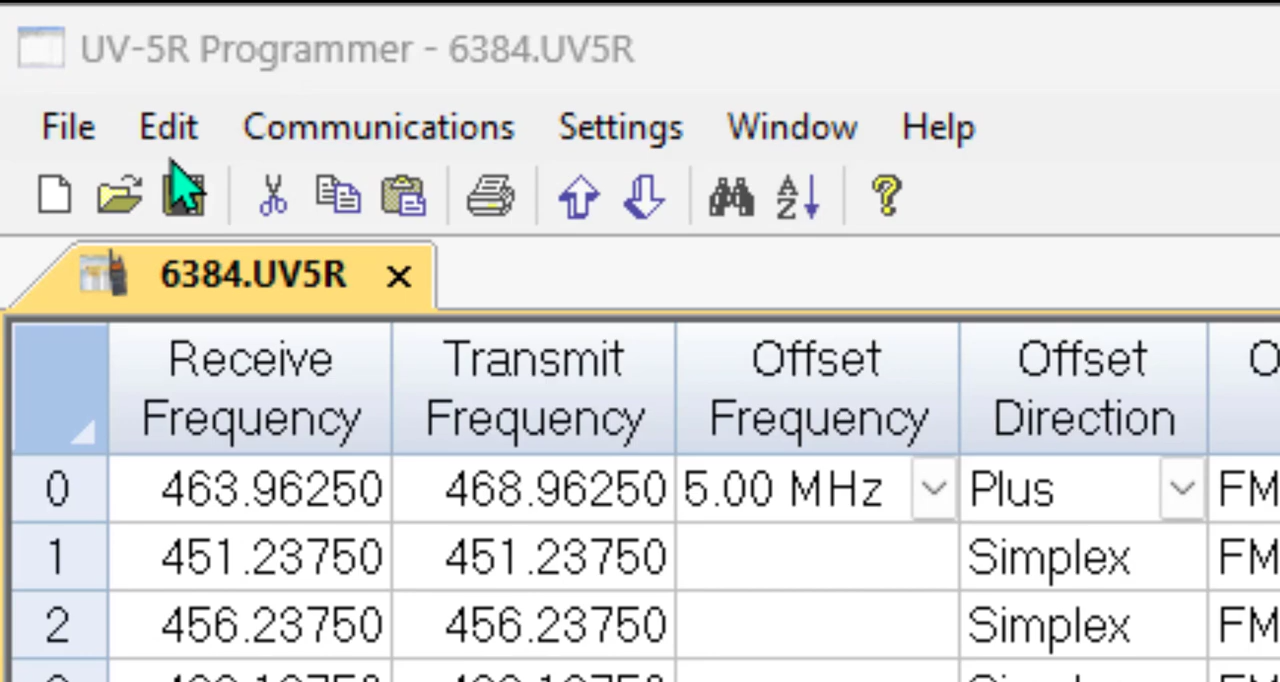 UV-5R Programmer - 6384.UV5R
File Edit Communications Settings Window Help
6384.UV5R
Receive Frequency Transmit Frequency Offset Frequency Offset Direction
0 463.96250 468.96250 5.00 MHz Plus FM
1 451.23750 451.23750 Simplex FM
2 456.23750 456.23750 Simplex FM